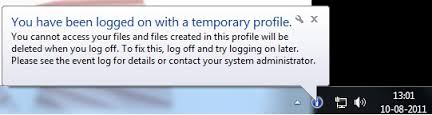 You have been logged on with a temporary profile.
You cannot access your files and files created in this profile will be
deleted when you log off. To fix this, log off and try logging on later.
Please see the event log for details or contact your system administrator.
13:01
10-08-2011